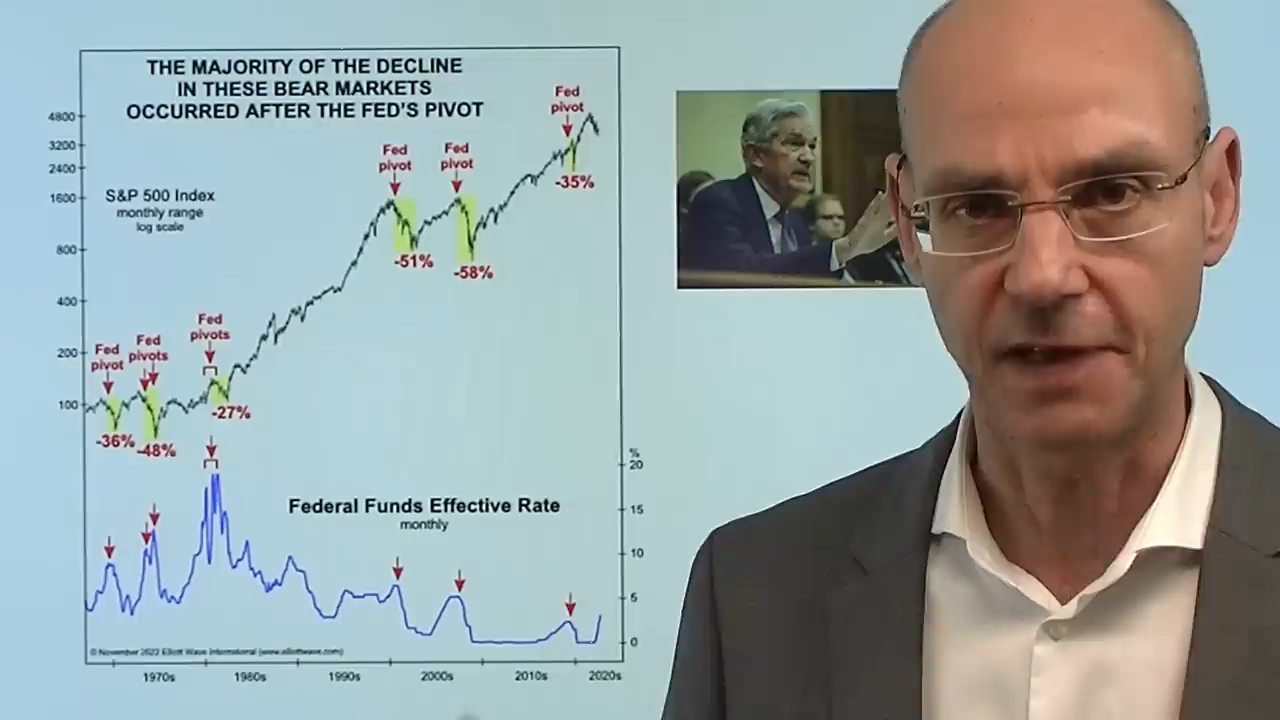 THE MAJORITY OF THE DECLINE
IN THESE BEAR MARKETS
OCCURRED AFTER THE FED'S PIVOT
4800
3200
2400
1600
800
400
200
100
S&P 500 Index
monthly range
log scale
Fed
pivot
-36%
Fed
pivots
-48%
Fed
pivots
-27%
Fed
pivot
-51%
Fed
pivot
-58%
Fed
pivot
-35%
Federal Funds Effective Rate
monthly
%
20
15
10
5
0
© November 2022 Elliott Wave International (www.elliottwave.com)
1970s 1980s 1990s 2000s 2010s 2020s